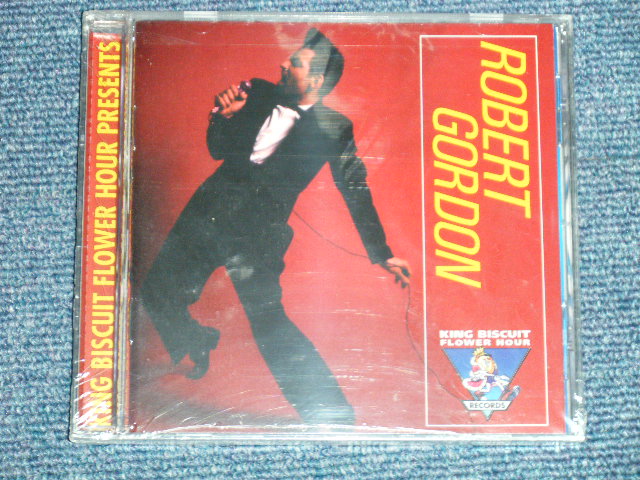 KING BISCUIT FLOWER HOUR PRESENTS
ROBERT
GORDON
KING BISCUIT
FLOWER HOUR
RECORDS